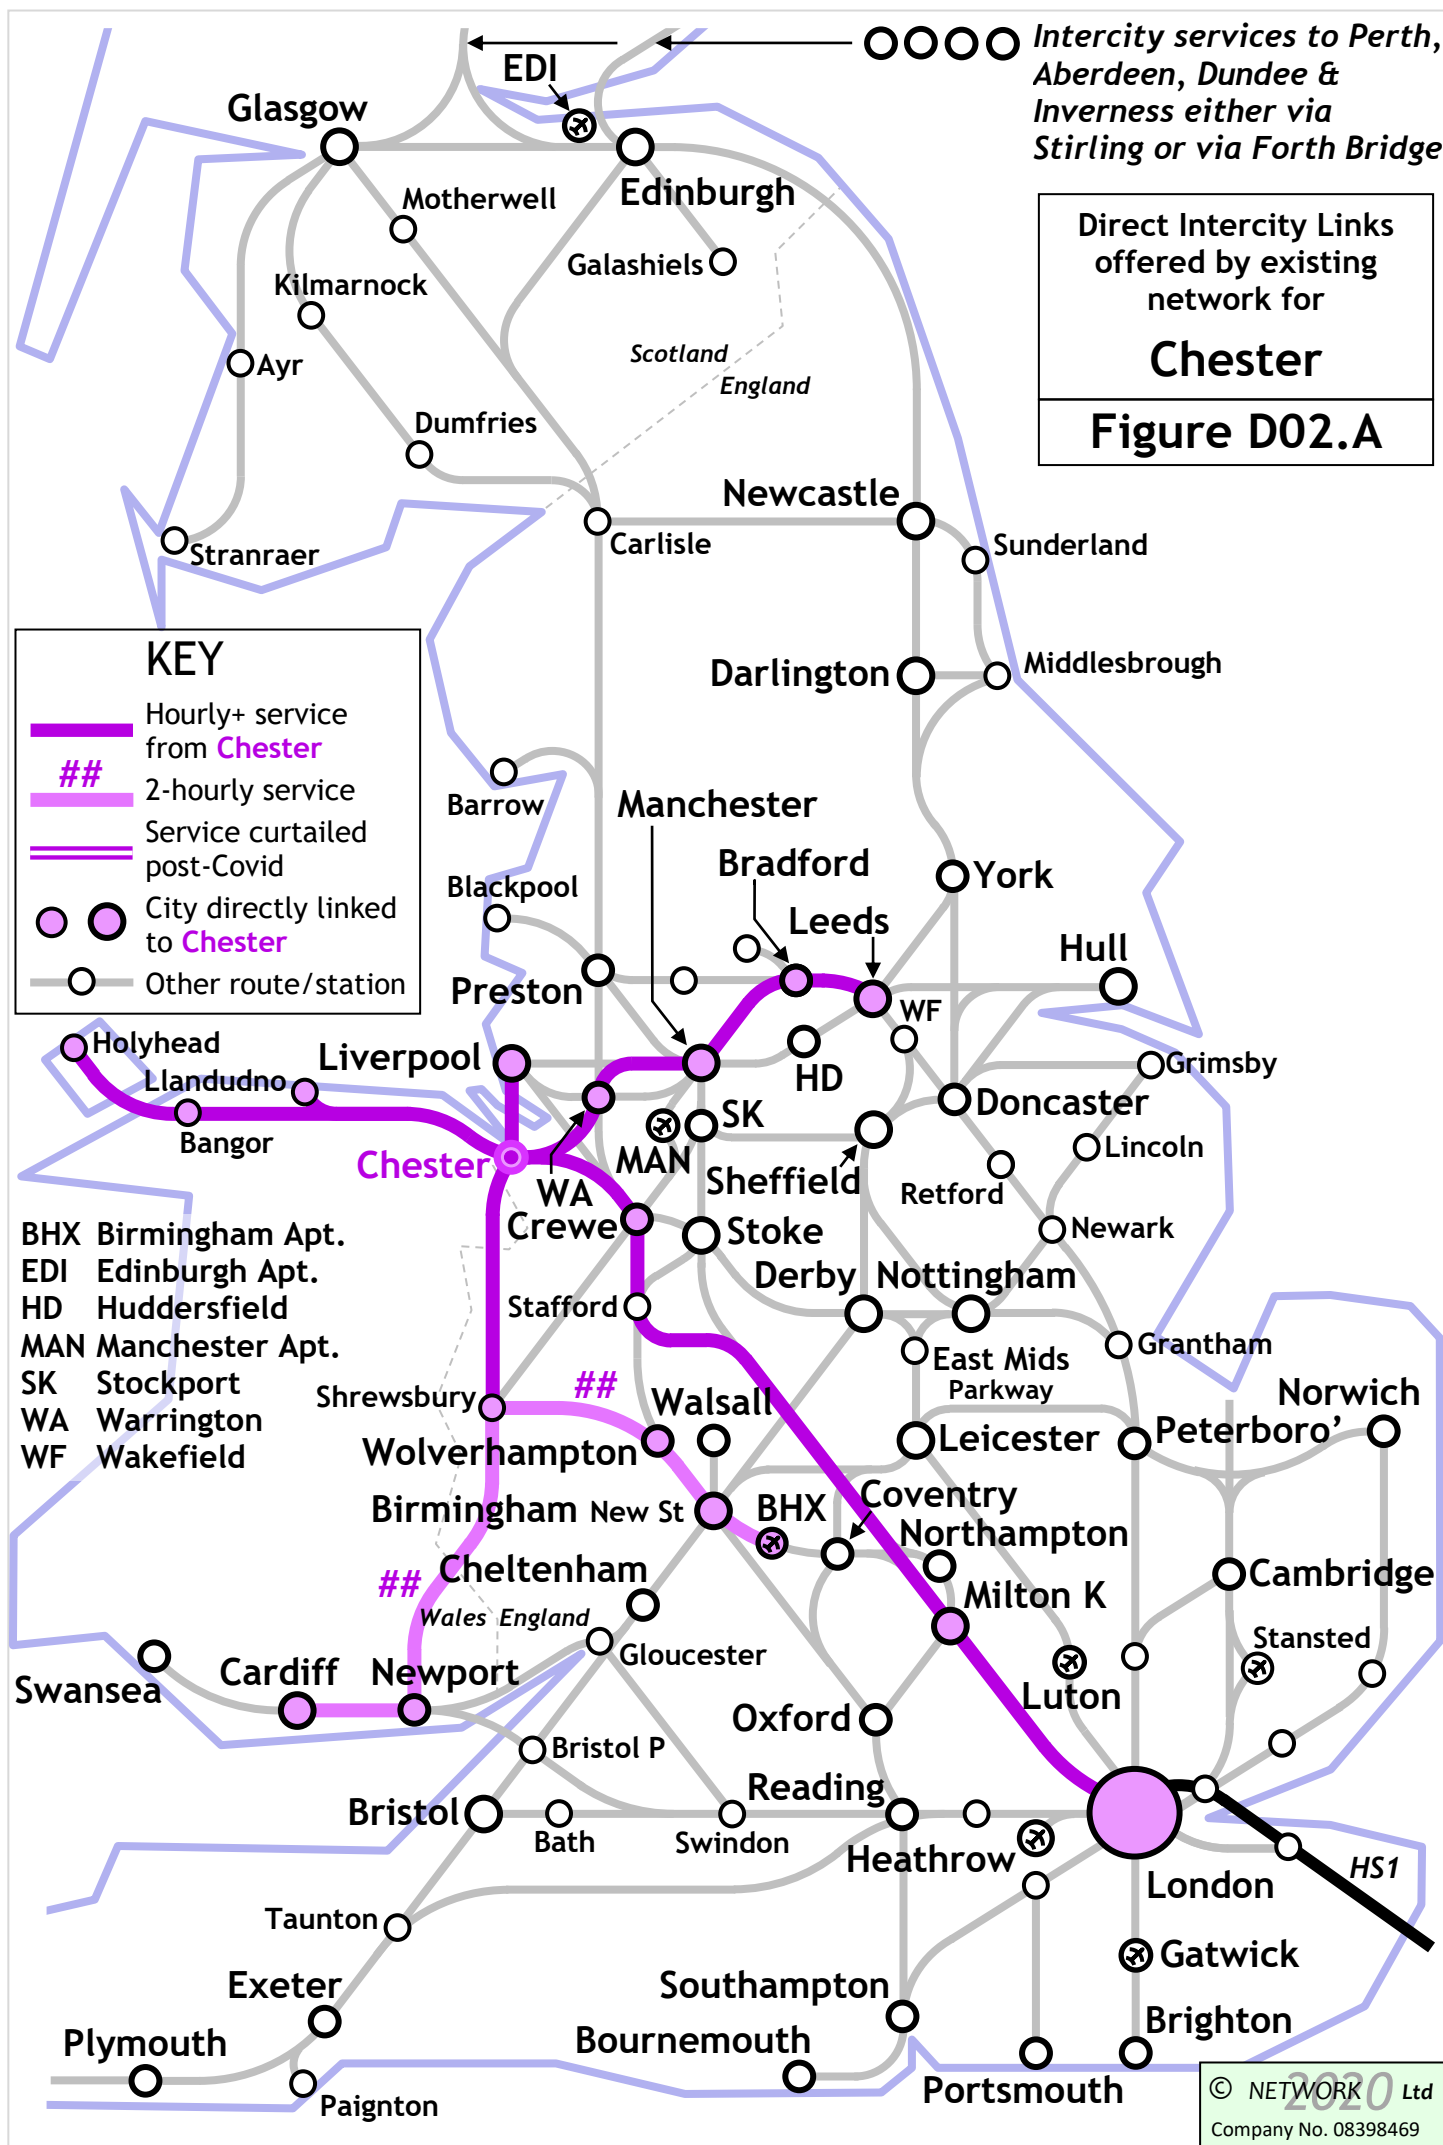 Intercity services to Perth,
Aberdeen, Dundee &
Inverness either via
Stirling or via Forth Bridge
EDI
Glasgow
Edinburgh
Motherwell
Galashiels
Kilmarnock
Ayr
Scotland
England
Dumfries
Direct Intercity Links
offered by existing
network for
Chester
Figure D02.A
Newcastle
Carlisle
Sunderland
Stranraer
Darlington
Middlesbrough
KEY
Hourly+ service
from Chester
##
2-hourly service
Service curtailed
post-Covid
City directly linked
to Chester
Other route/station
Barrow
Manchester
Bradford
Blackpool
York
Leeds
Hull
Preston
WF
Holyhead
Liverpool
Llandudno
HD
Grimsby
Bangor
SK
Doncaster
Chester
MAN
Lincoln
WA
Sheffield
Retford
Crewe
Stoke
Newark
BHX Birmingham Apt.
EDI Edinburgh Apt.
HD Huddersfield
MAN Manchester Apt.
SK Stockport
WA Warrington
WF Wakefield
Derby
Nottingham
Stafford
Grantham
East Mids
Parkway
Shrewsbury
##
Walsall
Norwich
Wolverhampton
Leicester
Peterboro’
Birmingham New St
BHX
Coventry
Northampton
##
Cheltenham
Cambridge
Milton K
Wales England
Gloucester
Stansted
Swansea
Cardiff
Newport
Luton
Oxford
Bristol P
Reading
Bristol
Bath
Swindon
Heathrow
HS1
London
Taunton
Gatwick
Exeter
Southampton
Brighton
Plymouth
Bournemouth
Portsmouth
Paignton
© NETWORK 2020 Ltd
Company No. 08398469